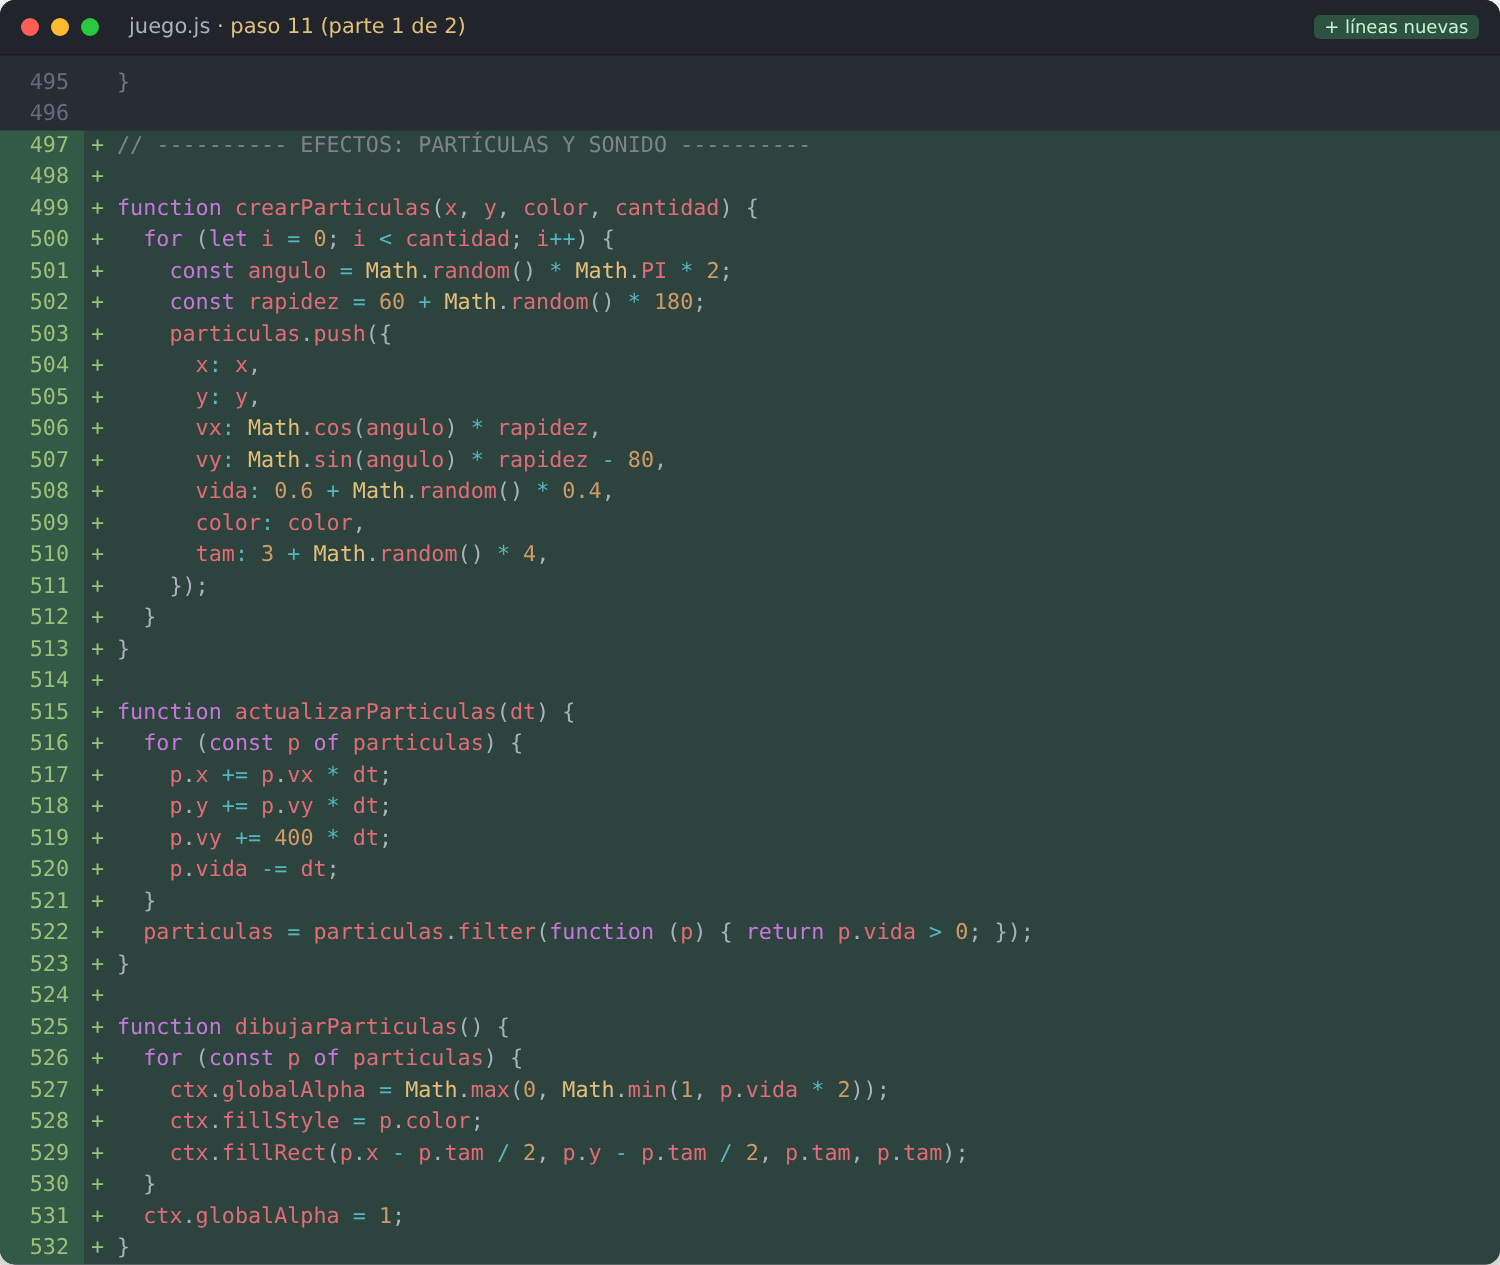 juego.js · paso 11 (parte 1 de 2)
+ líneas nuevas
495 }
496
497 + // ---------- EFECTOS: PARTÍCULAS Y SONIDO ----------
498 +
499 + function crearParticulas(x, y, color, cantidad) {
500 +   for (let i = 0; i < cantidad; i++) {
501 +     const angulo = Math.random() * Math.PI * 2;
502 +     const rapidez = 60 + Math.random() * 180;
503 +     particulas.push({
504 +       x: x,
505 +       y: y,
506 +       vx: Math.cos(angulo) * rapidez,
507 +       vy: Math.sin(angulo) * rapidez - 80,
508 +       vida: 0.6 + Math.random() * 0.4,
509 +       color: color,
510 +       tam: 3 + Math.random() * 4,
511 +     });
512 +   }
513 + }
514 +
515 + function actualizarParticulas(dt) {
516 +   for (const p of particulas) {
517 +     p.x += p.vx * dt;
518 +     p.y += p.vy * dt;
519 +     p.vy += 400 * dt;
520 +     p.vida -= dt;
521 +   }
522 +   particulas = particulas.filter(function (p) { return p.vida > 0; });
523 + }
524 +
525 + function dibujarParticulas() {
526 +   for (const p of particulas) {
527 +     ctx.globalAlpha = Math.max(0, Math.min(1, p.vida * 2));
528 +     ctx.fillStyle = p.color;
529 +     ctx.fillRect(p.x - p.tam / 2, p.y - p.tam / 2, p.tam, p.tam);
530 +   }
531 +   ctx.globalAlpha = 1;
532 + }